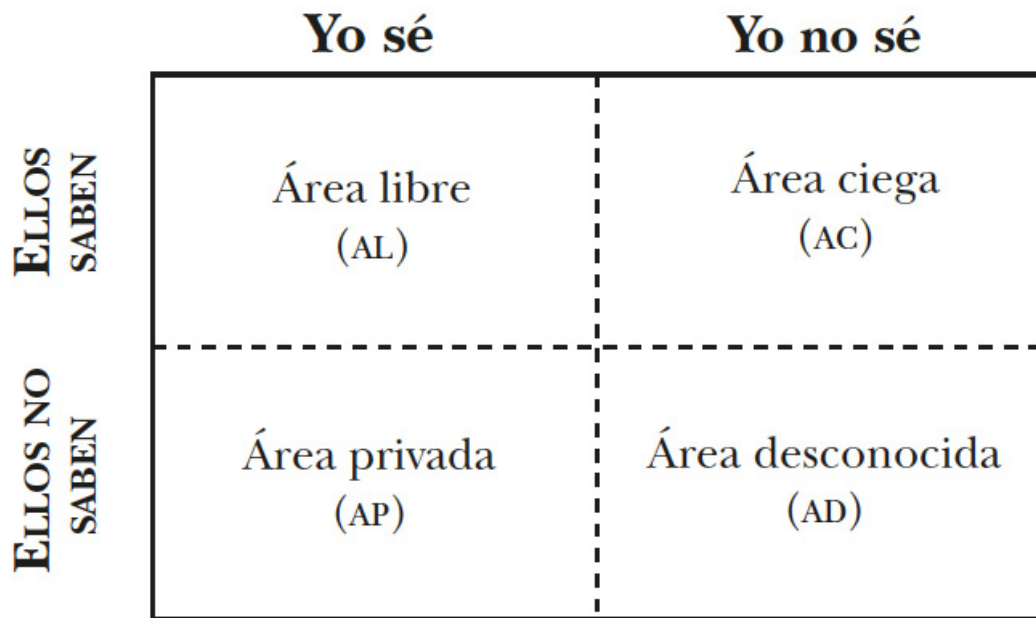 Yo sé
Yo no sé
ELLOS
SABEN
Área libre
(AL)
Área ciega
(AC)
ELLOS NO
SABEN
Área privada
(AP)
Área desconocida
(AD)